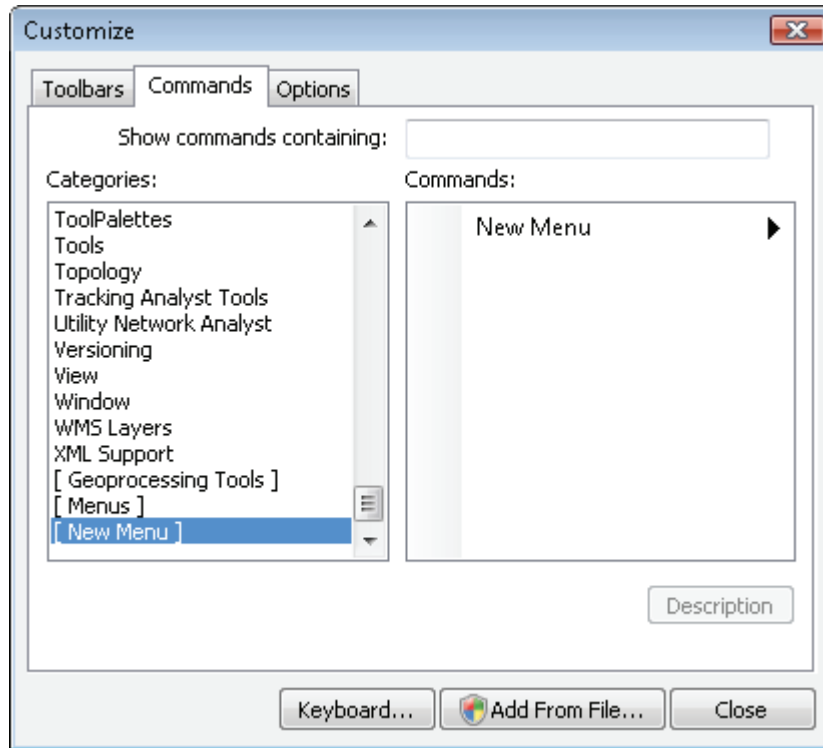 Customize
Toolbars Commands Options
Show commands containing:
Categories: Commands:
ToolPalettes New Menu
Tools
Topology
Tracking Analyst Tools
Utility Network Analyst
Versioning
View
Window
WMS Layers
XML Support
[ Geoprocessing Tools ]
[ Menus ]
[ New Menu ]
Description
Keyboard... Add From File... Close